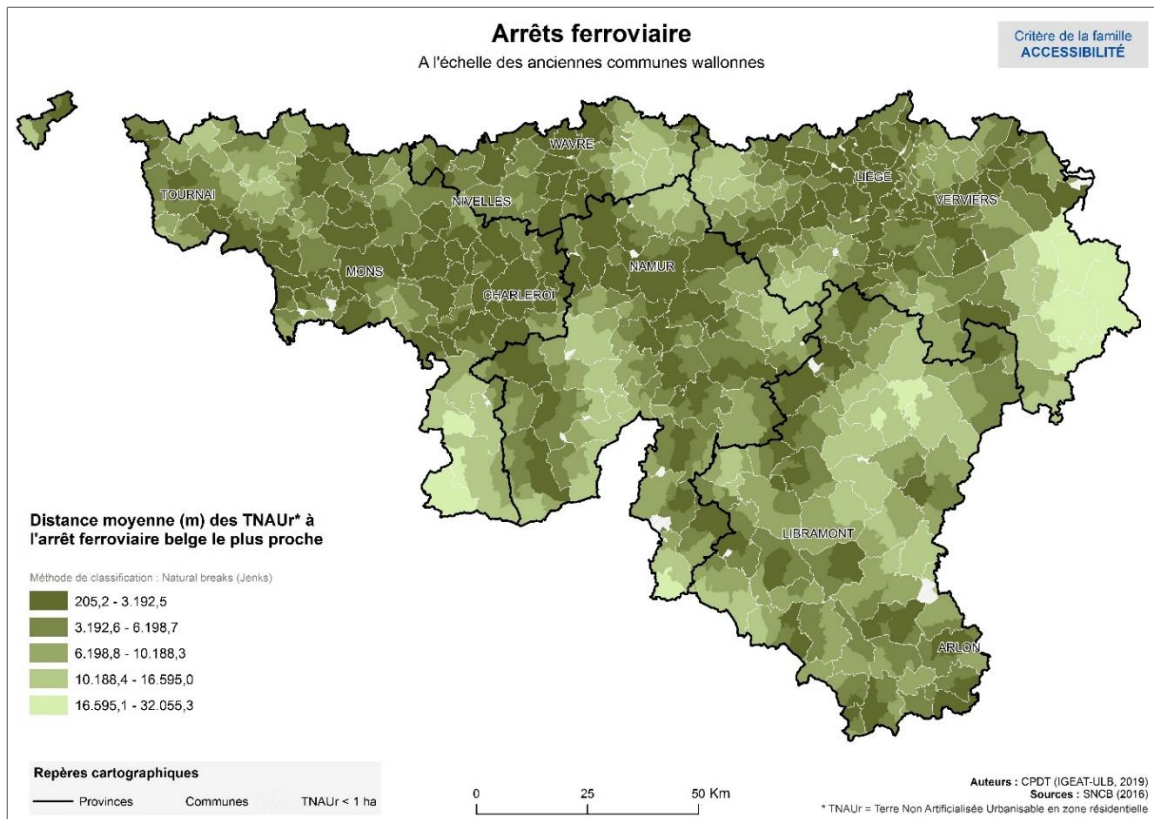 Arrêts ferroviaire
A l'échelle des anciennes communes wallonnes
Critère de la famille
ACCESSIBILITÉ
WAVRE
TOURNAI
NIVELLES
LIÈGE
VERVIERS
MONS
NAMUR
CHARLEROI
LIBRAMONT
ARLON
Distance moyenne (m) des TNAUr* à
l'arrêt ferroviaire belge le plus proche
Méthode de classification : Natural breaks (Jenks)
205,2 - 3.192,5
3.192,6 - 6.198,7
6.198,8 - 10.188,3
10.188,4 - 16.595,0
16.595,1 - 32.055,3
Repères cartographiques
Provinces Communes TNAUr < 1 ha
0 25 50 Km
Auteurs : CPDT (IGEAT-ULB, 2019)
Sources : SNCB (2016)
* TNAUr = Terre Non Artificialisée Urbanisable en zone résidentielle